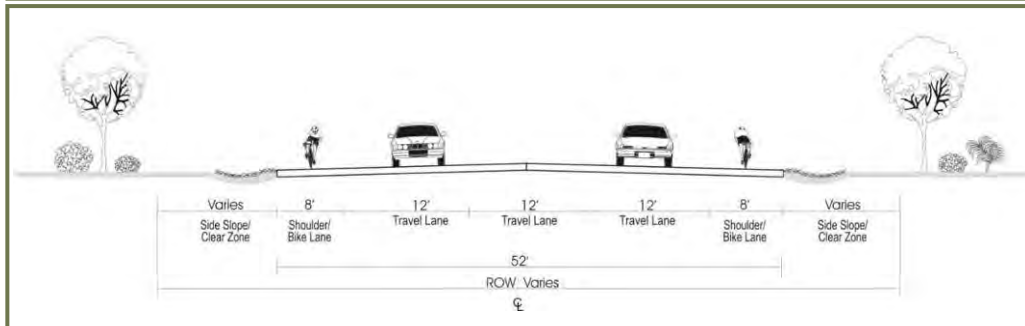 Varies 8' 12' 12' 12' 8' Varies
Side Slope/ Shoulder/ Travel Lane Travel Lane Travel Lane Shoulder/ Side Slope/
Clear Zone Bike Lane Bike Lane Clear Zone
52'
ROW Varies
℄